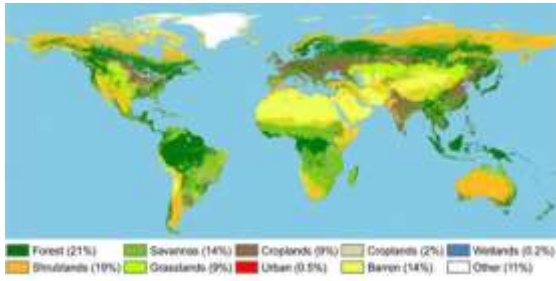 Forest (21%) Savannas (14%) Croplands (9%) Croplands (2%) Wetlands (0.2%)
Shrublands (19%) Grasslands (9%) Urban (0.5%) Barren (14%) Other (11%)